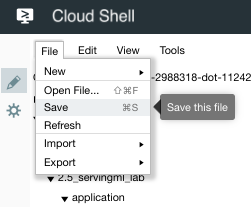 Cloud Shell
File Edit View Tools
New
-2988318-dot-11242
Open File... ⇧⌘F
Save ⌘S
Save this file
Refresh
Import
Export
2.5_servingml_lab
application